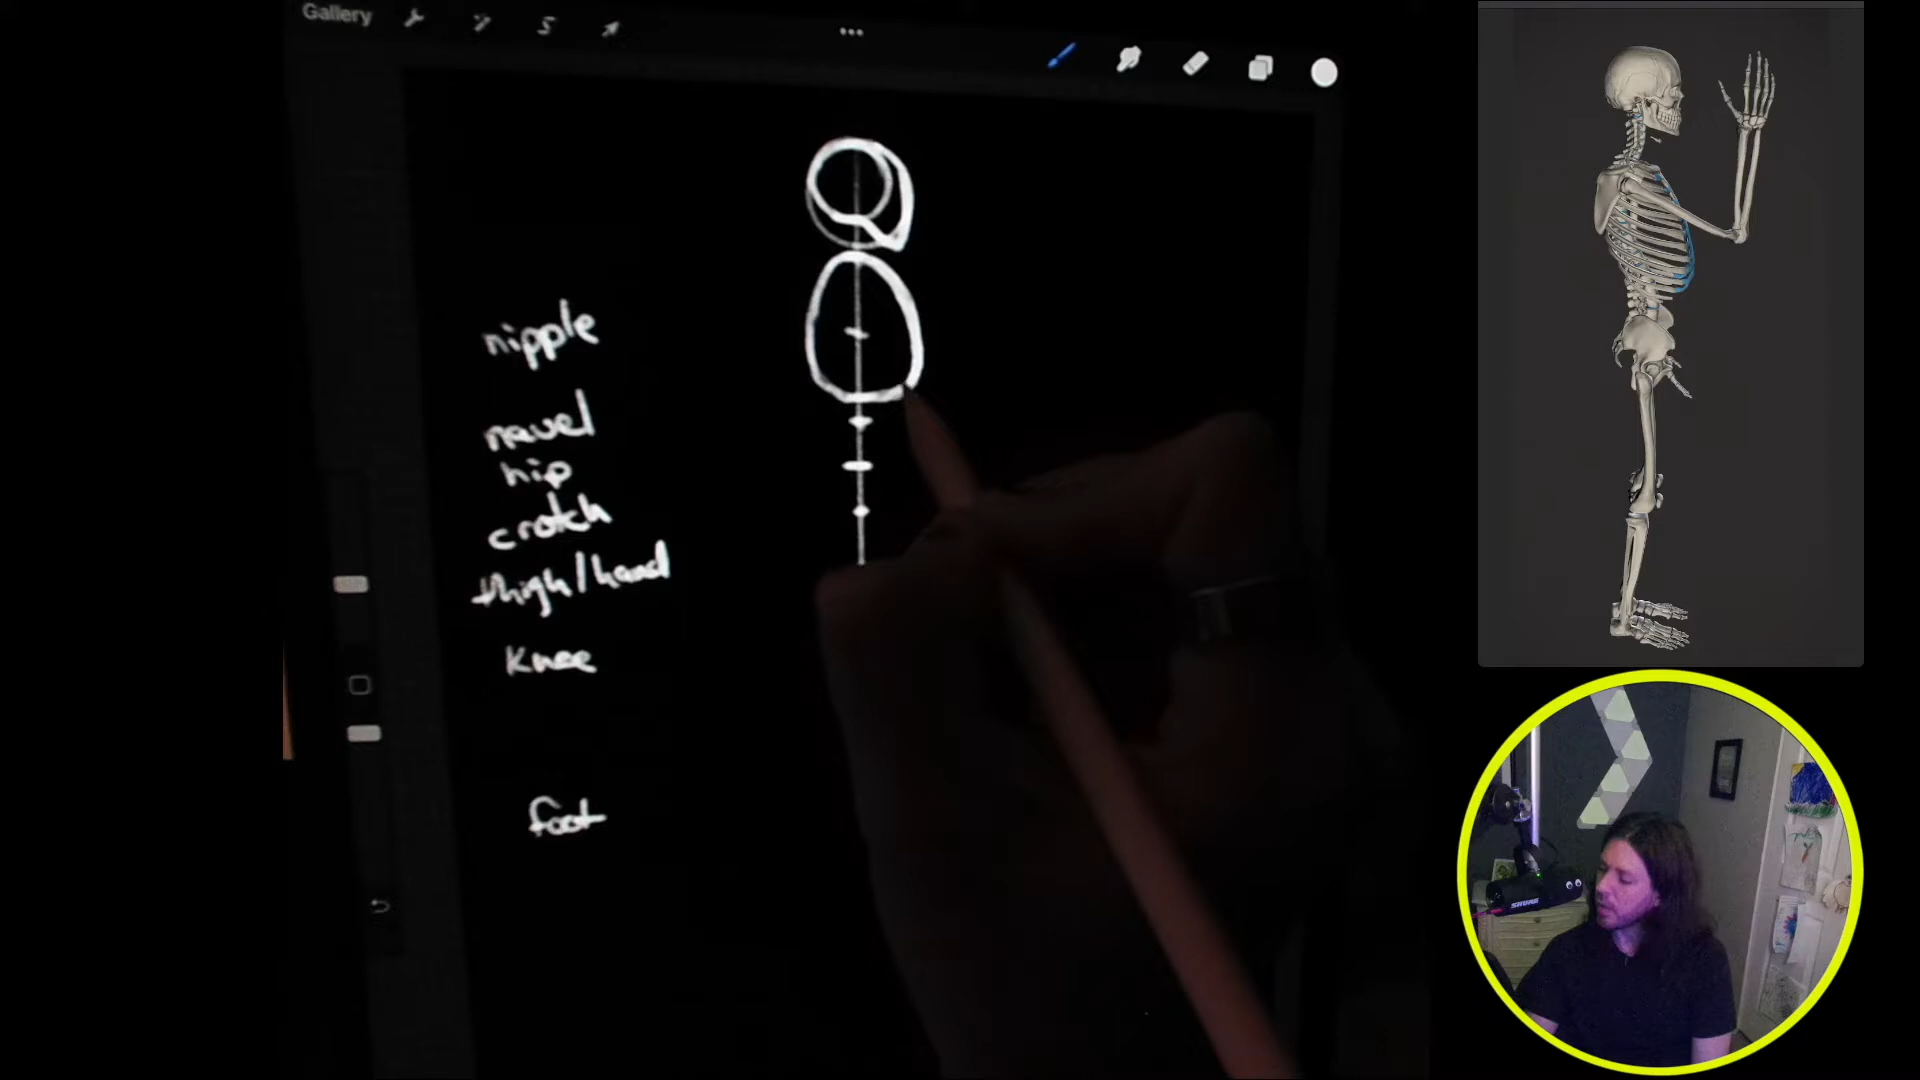 Gallery
nipple
navel
hip
crotch
thigh/hand
knee
foot
SHURE